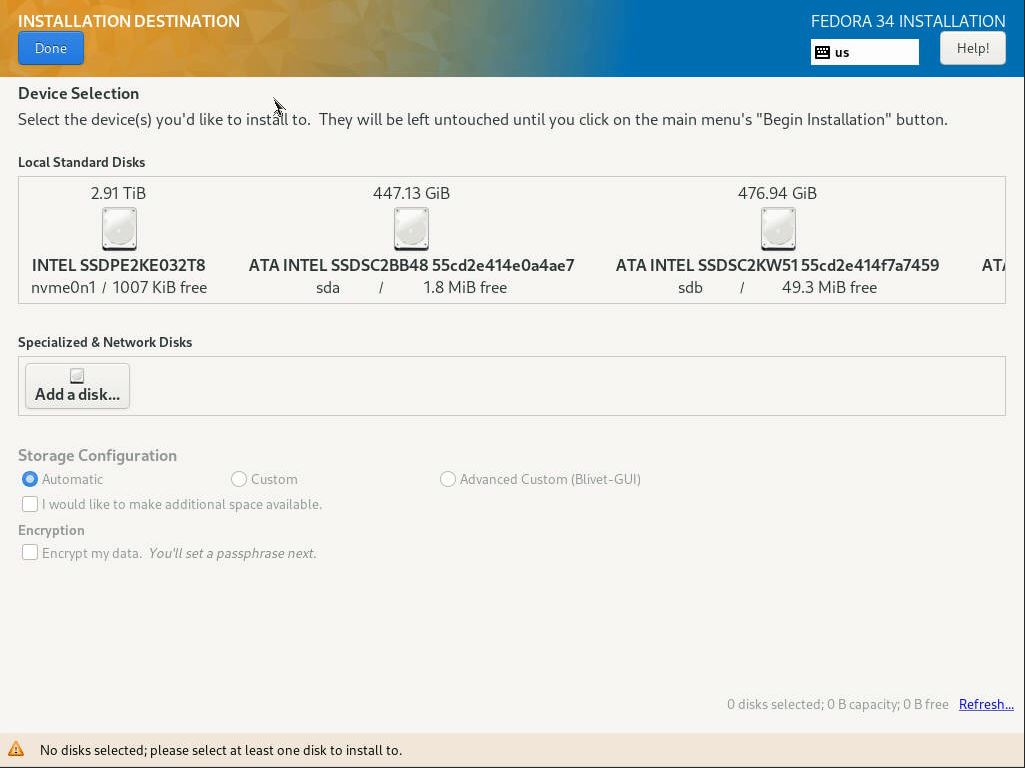 INSTALLATION DESTINATION
FEDORA 34 INSTALLATION
Done
us
Help!
Device Selection
Select the device(s) you'd like to install to.  They will be left untouched until you click on the main menu's "Begin Installation" button.
Local Standard Disks
2.91 TiB
447.13 GiB
476.94 GiB
INTEL SSDPE2KE032T8
ATA INTEL SSDSC2BB48 55cd2e414e0a4ae7
ATA INTEL SSDSC2KW51 55cd2e414f7a7459
ATA
nvme0n1 / 1007 KiB free
sda / 1.8 MiB free
sdb / 49.3 MiB free
Specialized & Network Disks
Add a disk...
Storage Configuration
Automatic
Custom
Advanced Custom (Blivet-GUI)
I would like to make additional space available.
Encryption
Encrypt my data. You'll set a passphrase next.
0 disks selected; 0 B capacity; 0 B free Refresh...
No disks selected; please select at least one disk to install to.